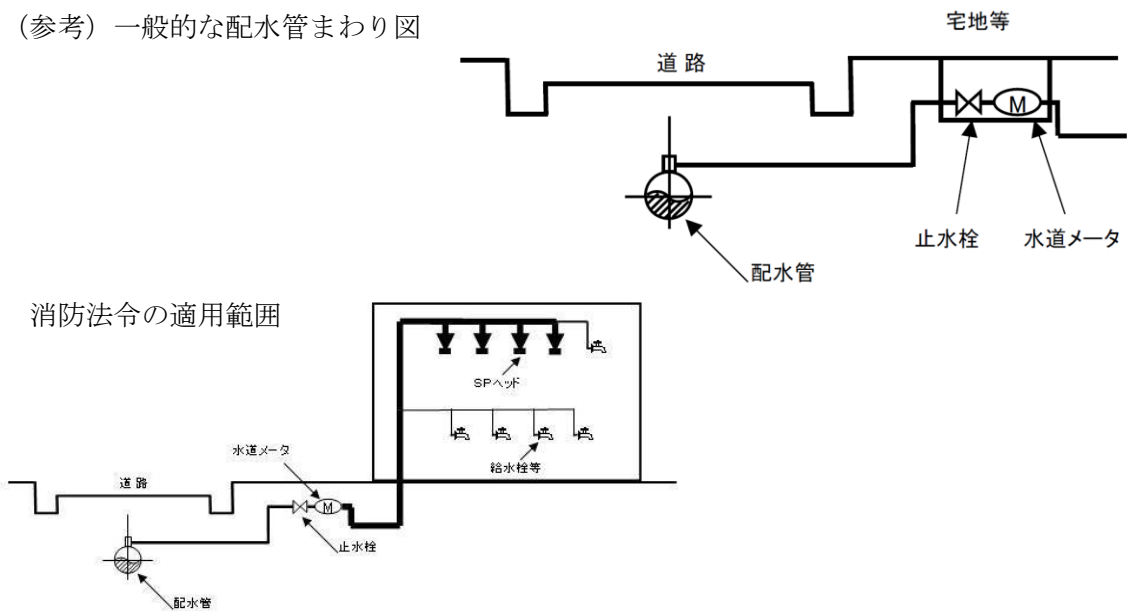 (参考)一般的な配水管まわり図
宅地等
道路
M
止水栓
水道メータ
配水管
消防法令の適用範囲
SPヘッド
水道メータ
給水栓等
道路
M
止水栓
配水管